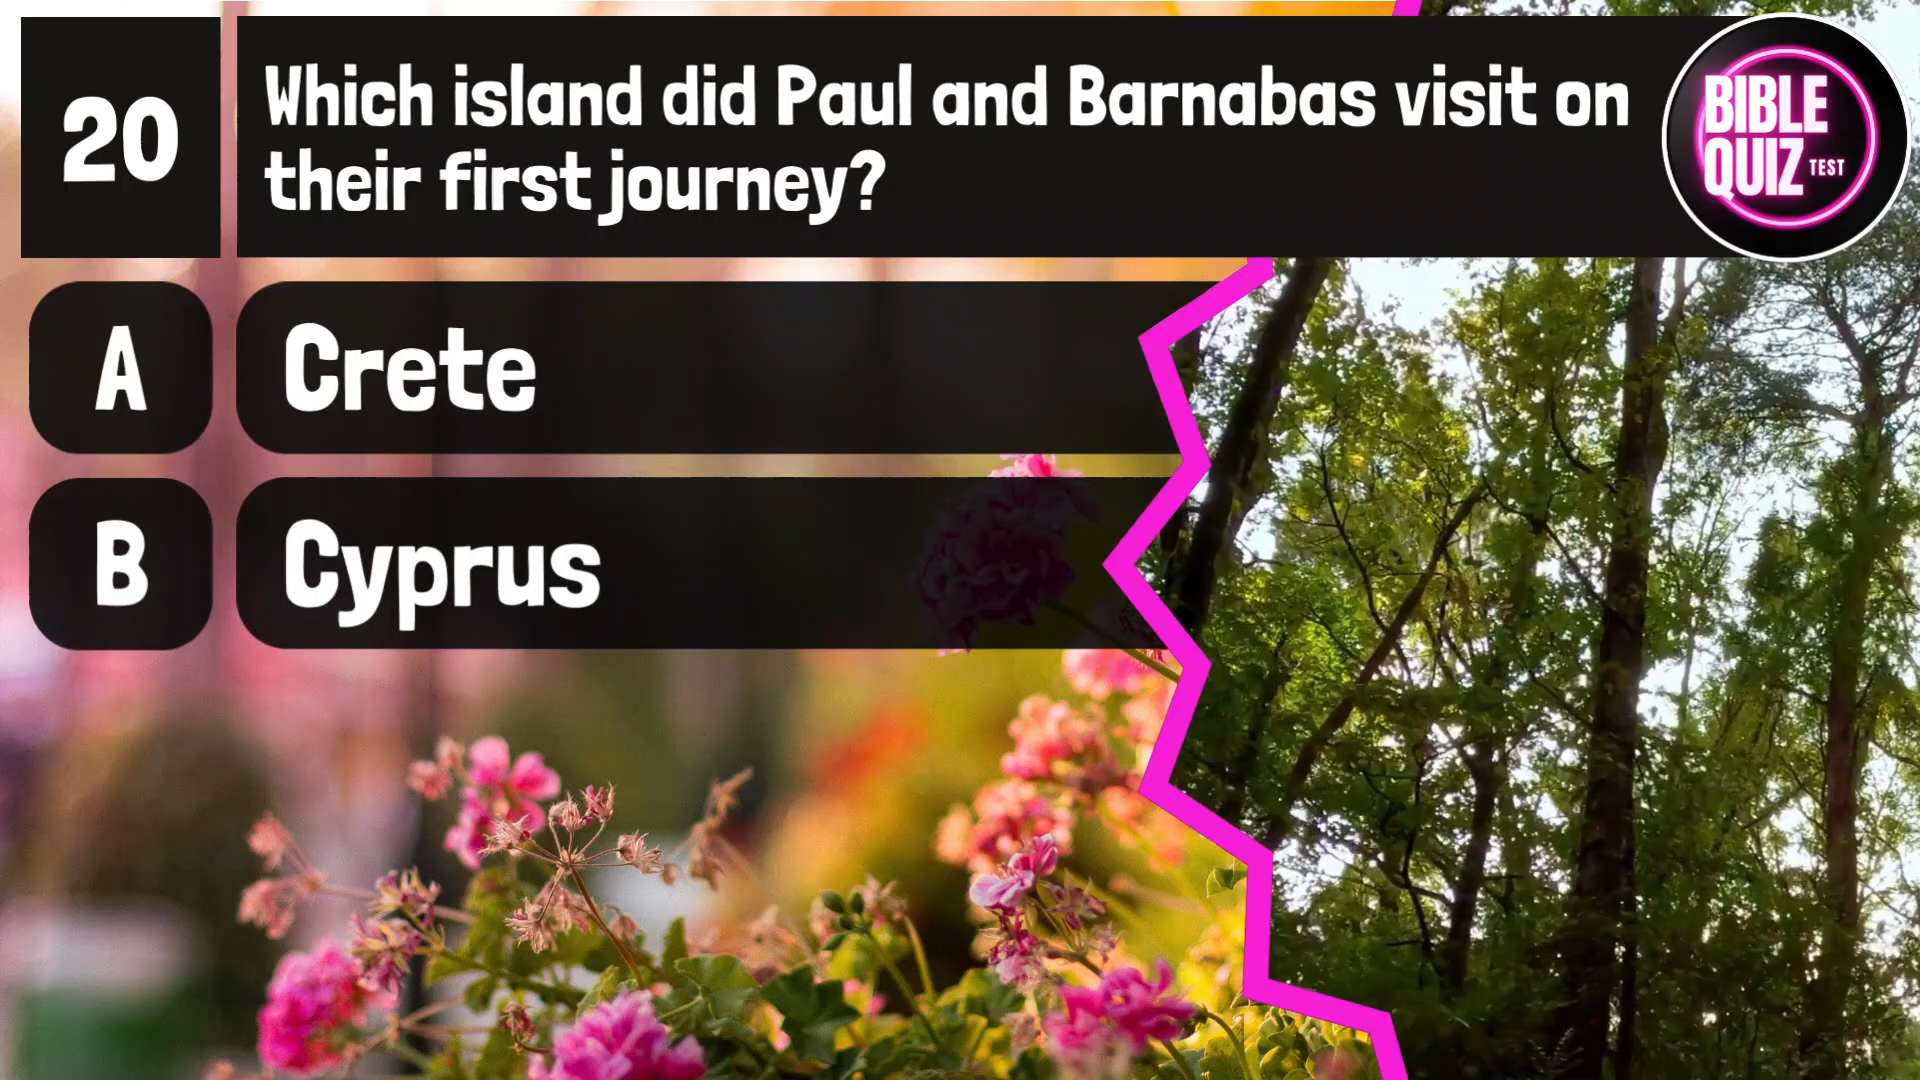 20
Which island did Paul and Barnabas visit on
their first journey?
BIBLE
QUIZ TEST
A
Crete
B
Cyprus